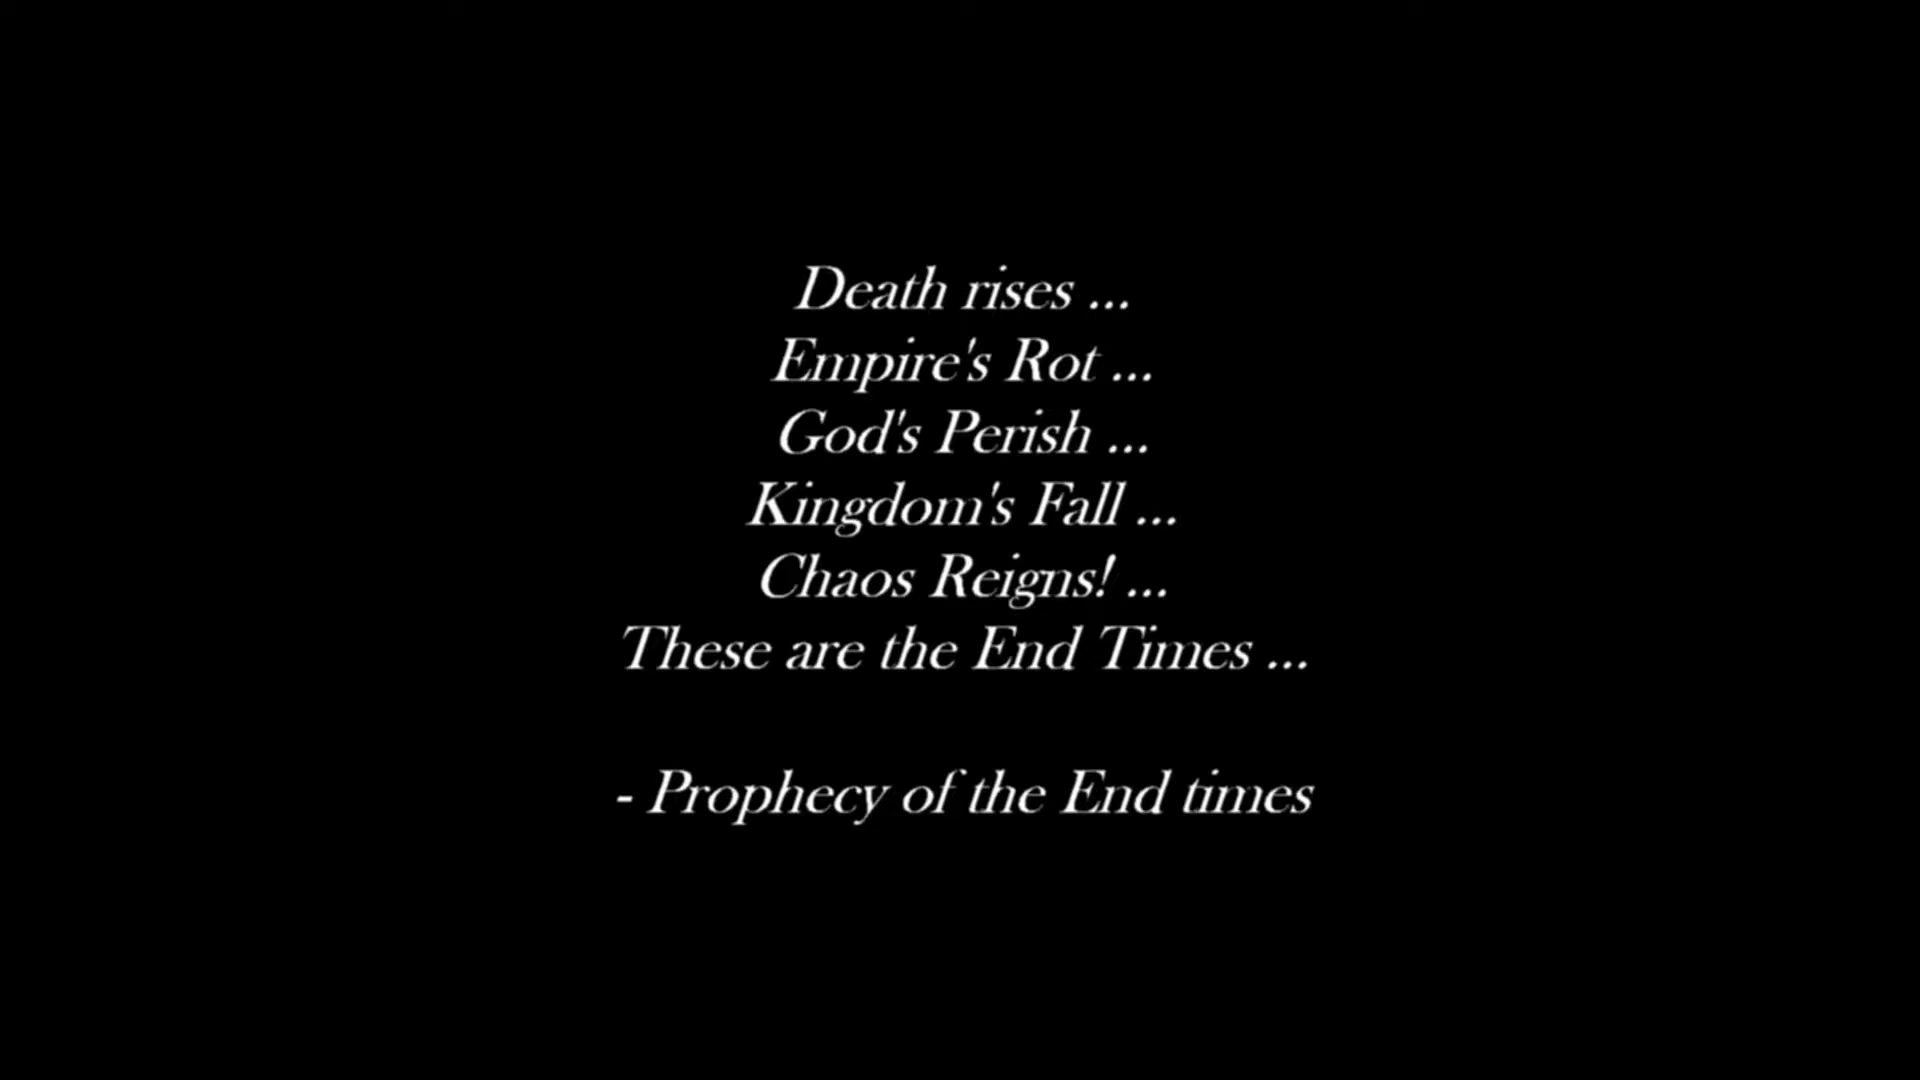 Death rises ...
Empire's Rot ...
God's Perish ...
Kingdom's Fall ...
Chaos Reigns! ...
These are the End Times ...
- Prophecy of the End times